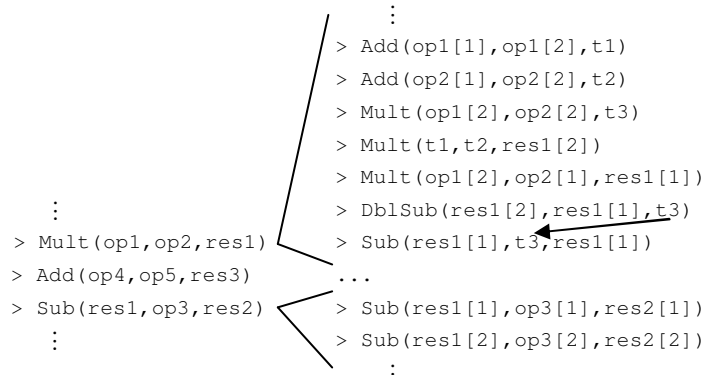 ⋮
> Mult(op1,op2,res1)
> Add(op4,op5,res3)
> Sub(res1,op3,res2)
⋮
⋮
> Add(op1[1],op1[2],t1)
> Add(op2[1],op2[2],t2)
> Mult(op1[2],op2[2],t3)
> Mult(t1,t2,res1[2])
> Mult(op1[2],op2[1],res1[1])
> DblSub(res1[2],res1[1],t3)
> Sub(res1[1],t3,res1[1])
...
> Sub(res1[1],op3[1],res2[1])
> Sub(res1[2],op3[2],res2[2])
⋮